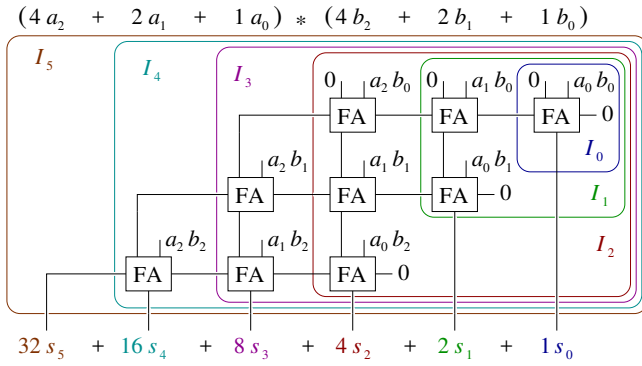 (4 a₂ + 2 a₁ + 1 a₀) * (4 b₂ + 2 b₁ + 1 b₀)
I₅ I₄ I₃
0 a₂ b₀ 0 a₁ b₀ 0 a₀ b₀
FA FA FA 0
I₀
a₂ b₁ a₁ b₁ a₀ b₁
FA FA FA 0
I₁
a₂ b₂ a₁ b₂ a₀ b₂
I₂
FA FA FA 0
32 s₅ + 16 s₄ + 8 s₃ + 4 s₂ + 2 s₁ + 1 s₀